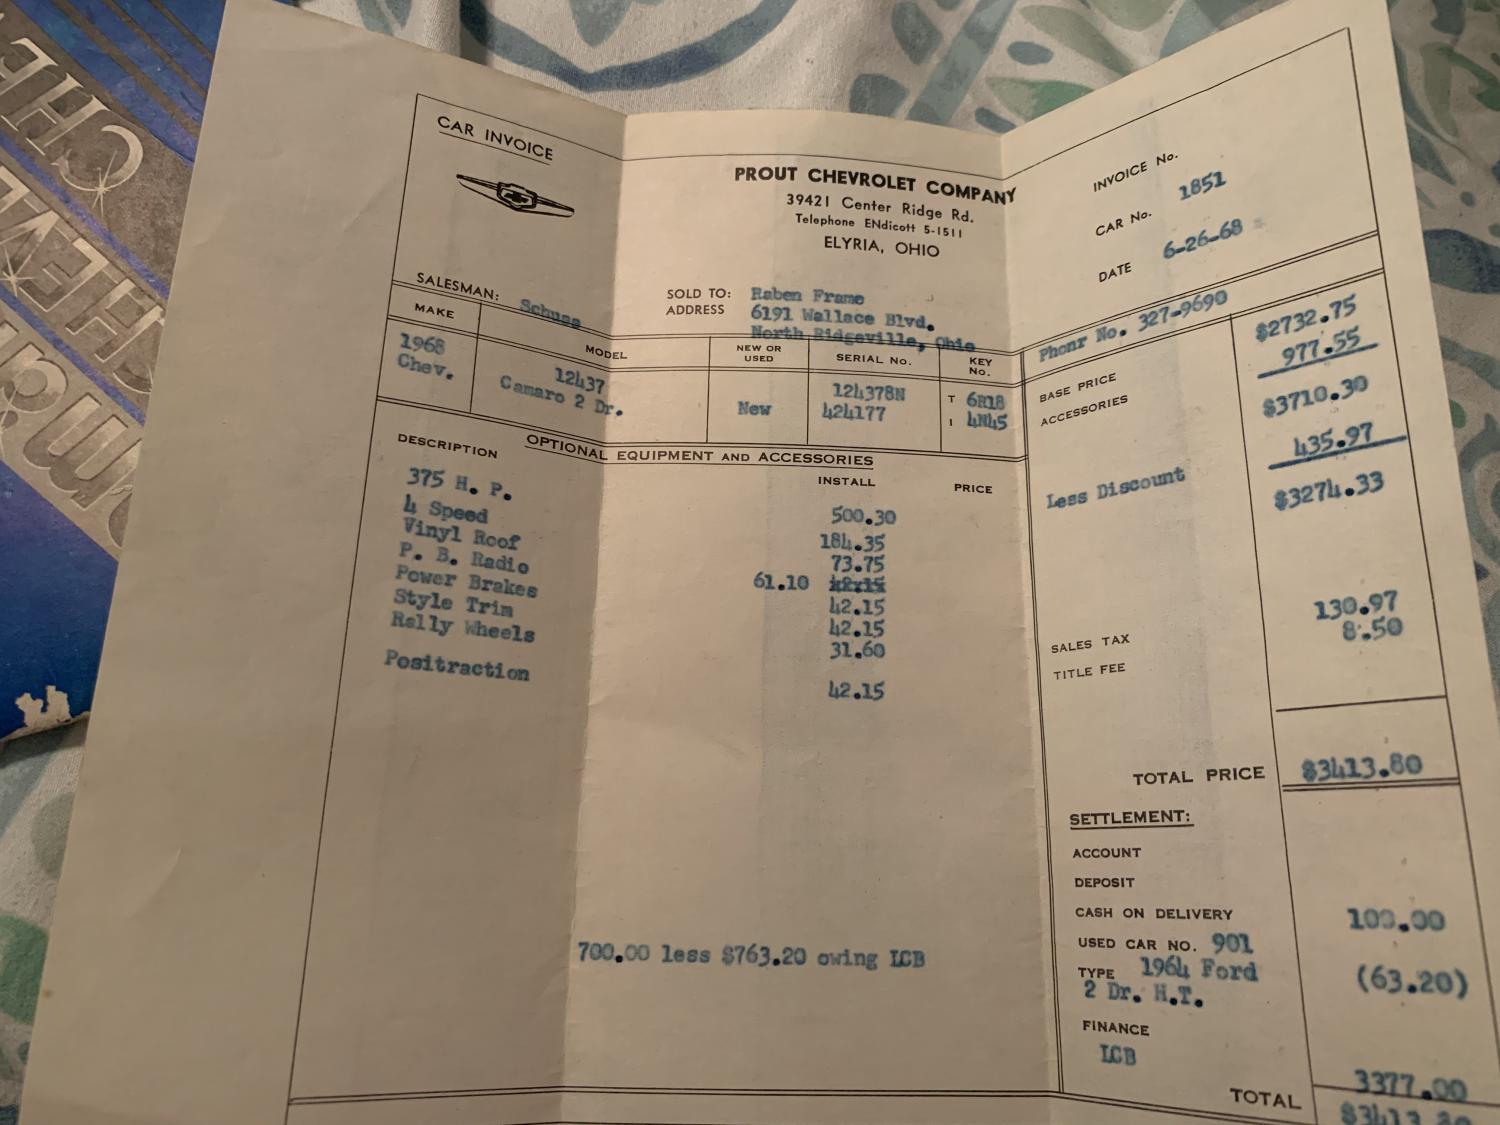 CAR INVOICE
PROUT CHEVROLET COMPANY
39421 Center Ridge Rd.
Telephone ENdicott 5-1511
ELYRIA, OHIO
INVOICE No.
1851
CAR No.
6-26-68
DATE
SALESMAN: Schuss
SOLD TO: Raben Frame
ADDRESS 6191 Wallace Blvd.
North Ridgeville, Ohio
Phonr No. 327-9690
MAKE MODEL NEW OR USED SERIAL No. KEY No.
1968 12437 124378N T 6R18
Chev. Camaro 2 Dr. New 424177 I 4N45
OPTIONAL EQUIPMENT AND ACCESSORIES
DESCRIPTION INSTALL PRICE
375 H. P. 500.30
4 Speed 184.35
Vinyl Roof 73.75
P. B. Radio 61.10
Power Brakes 42.15
Style Trim 42.15
Rally Wheels 31.60
Positraction 42.15
700.00 less $763.20 owing LCB
BASE PRICE $2732.75
ACCESSORIES 977.55
$3710.30
Less Discount 435.97
$3274.33
SALES TAX 130.97
TITLE FEE 8.50
TOTAL PRICE $3413.80
SETTLEMENT:
ACCOUNT
DEPOSIT
CASH ON DELIVERY 100.00
USED CAR NO. 901
TYPE 1964 Ford (63.20)
2 Dr. H.T.
FINANCE
LCB 3377.00
TOTAL $3413.80